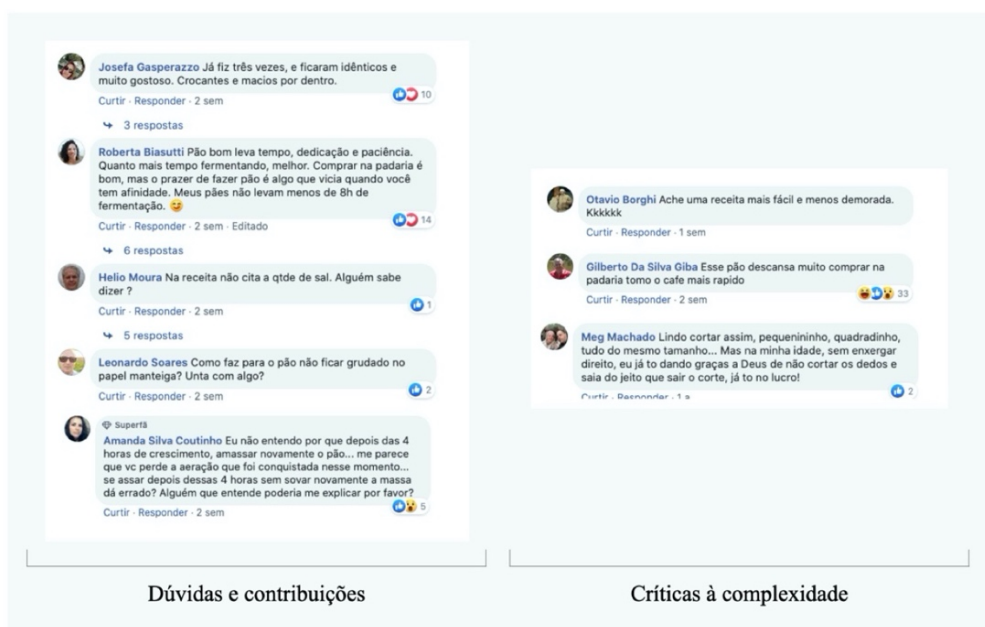 Josefa Gasperazzo Já fiz três vezes, e ficaram idênticos e
muito gostoso. Crocantes e macios por dentro.
10
Curtir · Responder · 2 sem
3 respostas
Roberta Biasutti Pão bom leva tempo, dedicação e paciência.
Quanto mais tempo fermentando, melhor. Comprar na padaria é
bom, mas o prazer de fazer pão é algo que vicia quando você
tem afinidade. Meus pães não levam menos de 8h de
fermentação. 😅
14
Curtir · Responder · 2 sem · Editado
6 respostas
Helio Moura Na receita não cita a qtde de sal. Alguém sabe
dizer ?
1
Curtir · Responder · 2 sem
5 respostas
Leonardo Soares Como faz para o pão não ficar grudado no
papel manteiga? Unta com algo?
2
Curtir · Responder · 2 sem
Superfã
Amanda Silva Coutinho Eu não entendo por que depois das 4
horas de crescimento, amassar novamente o pão... me parece
que vc perde a aeração que foi conquistada nesse momento...
se assar depois dessas 4 horas sem sovar novamente a massa
dá errado? Alguém que entende poderia me explicar por favor?
5
Curtir · Responder · 2 sem
Dúvidas e contribuições
Otavio Borghi Ache uma receita mais fácil e menos demorada.
Kkkkkk
Curtir · Responder · 1 sem
Gilberto Da Silva Giba Esse pão descansa muito comprar na
padaria tomo o cafe mais rapido
33
Curtir · Responder · 2 sem
Meg Machado Lindo cortar assim, pequenininho, quadradinho,
tudo do mesmo tamanho... Mas na minha idade, sem enxergar
direito, eu já to dando graças a Deus de não cortar os dedos e
saia do jeito que sair o corte, já to no lucro!
2
Curtir · Responder · 1 a
Críticas à complexidade